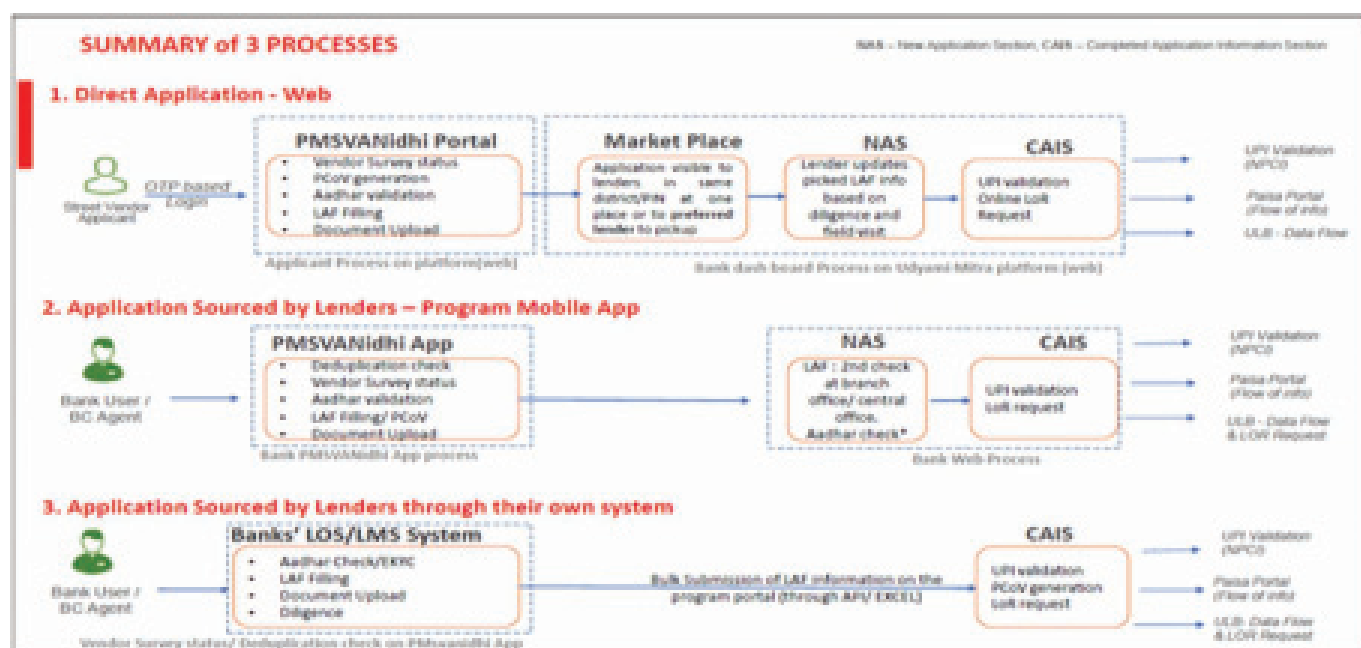 SUMMARY of 3 PROCESSES
NAS – New Application Section, CAIS – Completed Application Information Section
1. Direct Application - Web
Street Vendor
Applicant
OTP based
Login
PMSVANidhi Portal
• Vendor Survey status
• PCoV generation
• Aadhar validation
• LAF Filling
• Document Upload
Applicant Process on platform(web)
Market Place
Application visible to
lenders in same
district/PIN at one
place or to preferred
lender to pickup
NAS
Lender updates
picked LAF info
based on
diligence and
field visit
CAIS
UPI validation
Online LoR
Request
Bank dash board Process on Udyami Mitra platform (web)
UPI Validation
(NPCI)
Paisa Portal
(Flow of info)
ULB - Data Flow
2. Application Sourced by Lenders – Program Mobile App
Bank User /
BC Agent
PMSVANidhi App
• Deduplication check
• Vendor Survey status
• Aadhar validation
• LAF Filling/ PCoV
• Document Upload
Bank PMSVANidhi App process
NAS
LAF : 2nd check
at branch
office/ central
office.
Aadhar check*
CAIS
UPI validation
LoR request
Bank Web Process
UPI Validation
(NPCI)
Paisa Portal
(Flow of info)
ULB - Data Flow
& LOR Request
3. Application Sourced by Lenders through their own system
Bank User /
BC Agent
Banks' LOS/LMS System
• Aadhar Check/EKYC
• LAF Filling
• Document Upload
• Diligence
Vendor Survey status/ Deduplication check on PMsvanidhi App
Bulk Submission of LAF information on the
program portal (through API/ EXCEL)
CAIS
UPI validation
PCoV generation
LoR request
UPI Validation
(NPCI)
Paisa Portal
(Flow of info)
ULB- Data Flow
& LOR Request